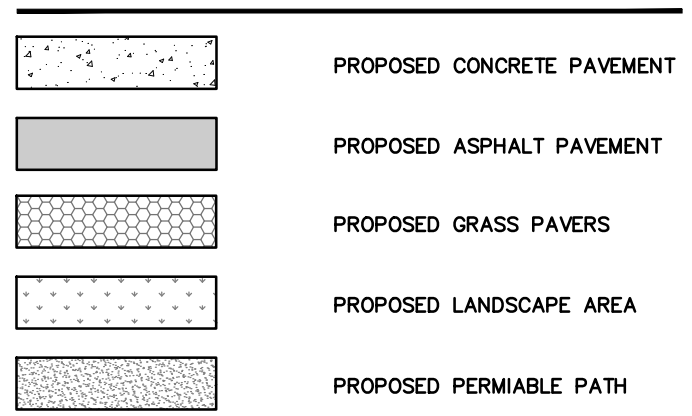 PROPOSED CONCRETE PAVEMENT
PROPOSED ASPHALT PAVEMENT
PROPOSED GRASS PAVERS
PROPOSED LANDSCAPE AREA
PROPOSED PERMIABLE PATH